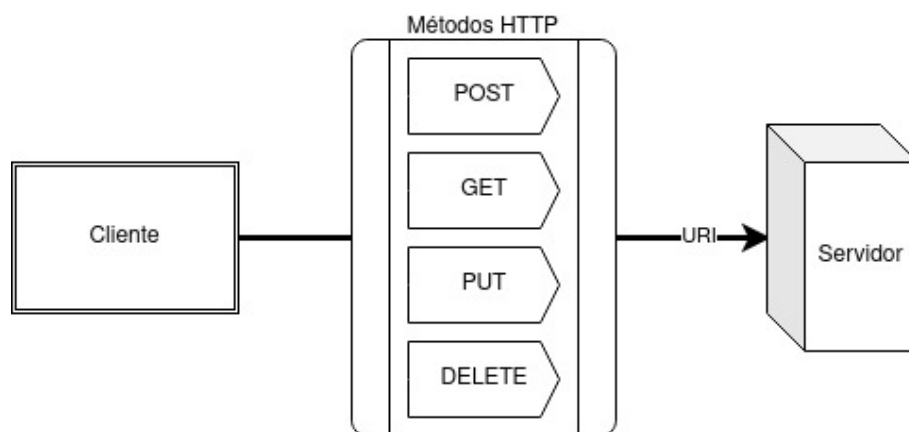 Métodos HTTP
POST
GET
PUT
DELETE
Cliente
URI
Servidor